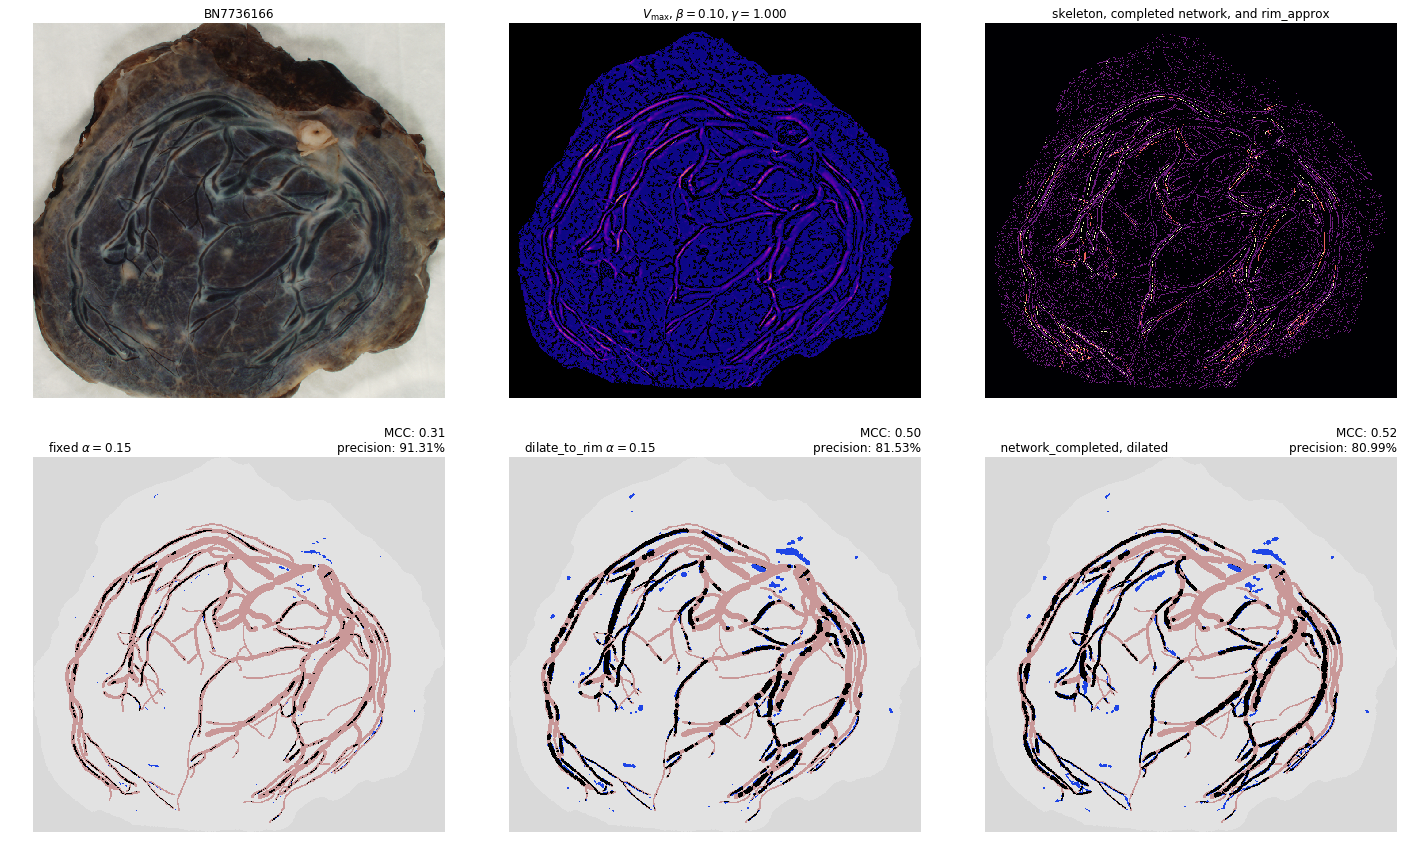 BN7736166
V_max, β = 0.10, γ = 1.000
skeleton, completed network, and rim_approx
MCC: 0.31
fixed α = 0.15 precision: 91.31%
MCC: 0.50
dilate_to_rim α = 0.15 precision: 81.53%
MCC: 0.52
network_completed, dilated precision: 80.99%